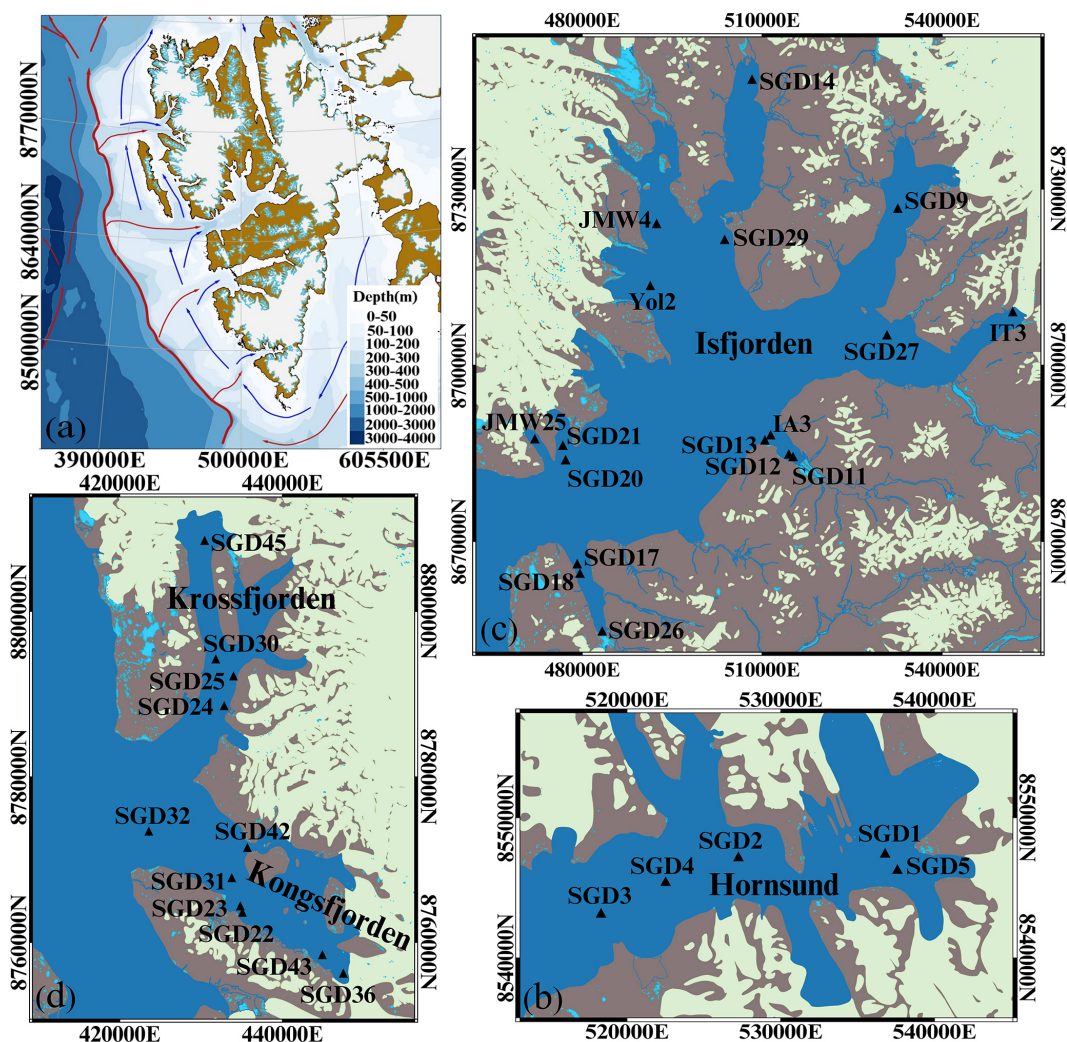 8770000N
8640000N
8500000N
Depth(m)
0-50
50-100
100-200
200-300
300-400
400-500
500-1000
1000-2000
2000-3000
3000-4000
(a)
390000E
500000E
605500E
480000E
510000E
540000E
SGD14
8730000N
8730000N
JMW4
SGD9
SGD29
Yol2
IT3
Isfjorden
SGD27
8700000N
8700000N
JMW25
SGD21
SGD13
IA3
SGD20
SGD12
SGD11
8670000N
8670000N
SGD17
SGD18
SGD26
(c)
480000E
510000E
540000E
420000E
440000E
SGD45
Krossfjorden
8800000N
8800000N
SGD30
SGD25
SGD24
8780000N
8780000N
SGD32
SGD42
SGD31
Kongsfjorden
SGD23
SGD22
8760000N
8760000N
SGD43
SGD36
(d)
420000E
440000E
520000E
530000E
540000E
8550000N
8550000N
SGD2
SGD1
SGD4
SGD5
Hornsund
SGD3
8540000N
8540000N
(b)
520000E
530000E
540000E